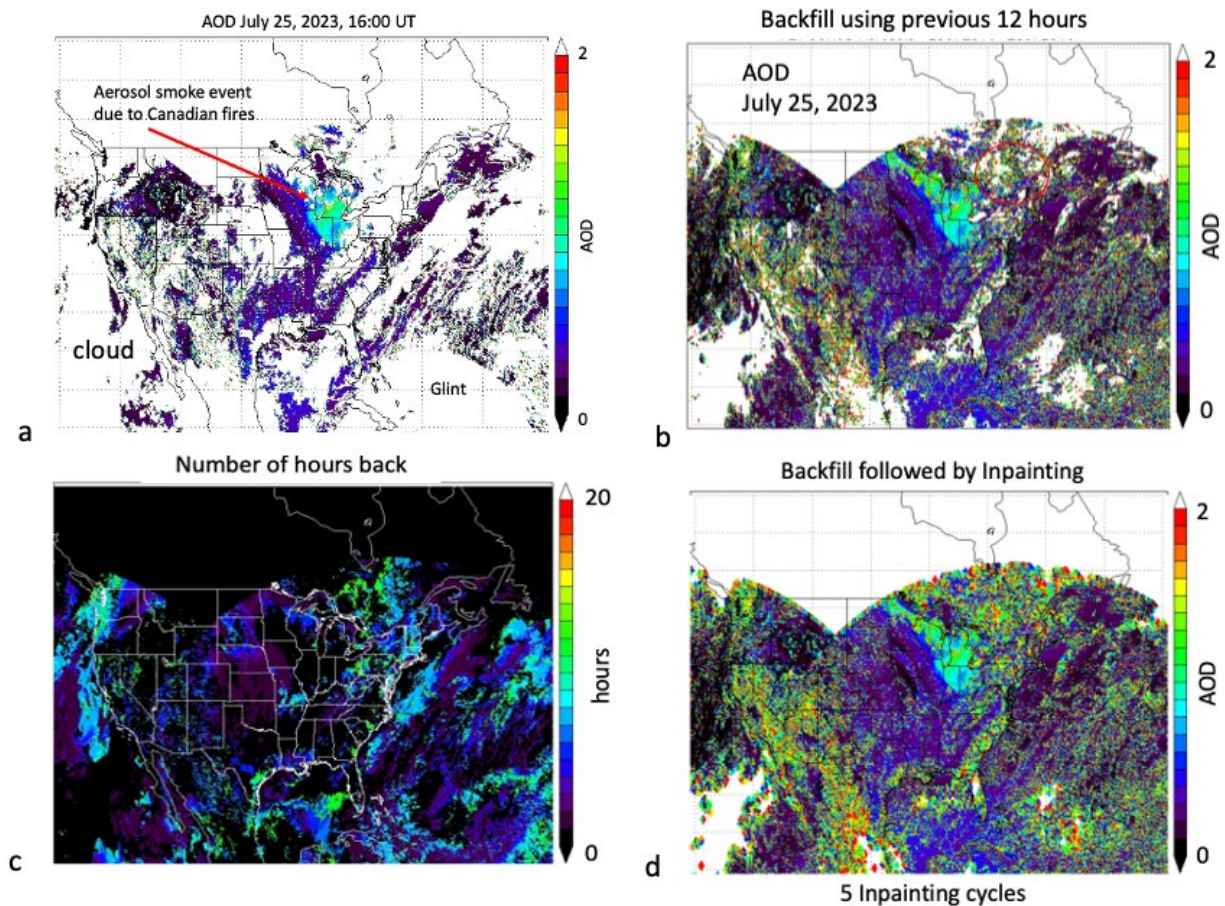 AOD July 25, 2023, 16:00 UT
2
Aerosol smoke event
due to Canadian fires
AOD
cloud
Glint
0
a
Backfill using previous 12 hours
2
AOD
July 25, 2023
AOD
0
b
Number of hours back
20
hours
0
c
Backfill followed by Inpainting
2
AOD
0
d
5 Inpainting cycles